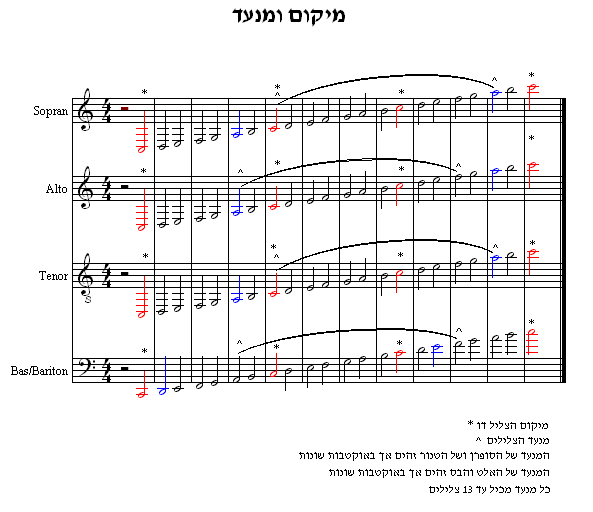 מיקום ומנעד
Sopran
Alto
Tenor
8
Bas/Bariton
* מיקום הצליל דו
^ מנעד הצלילים
המנעד של הסופרן ושל הטנור זהים אך באוקטבות שונות
המנעד של האלט והבס זהים אך באוקטבות שונות
כל מנעד מכיל עד 13 צלילים